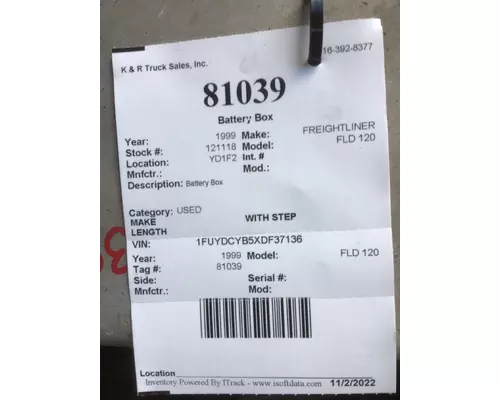 K & R Truck Sales, Inc. 16-392-8377
81039
Battery Box
Year: 1999 Make: FREIGHTLINER
Stock #: 121118 Model: FLD 120
Location: YD1F2 Int. #
Mnfctr.: Mod.:
Description: Battery Box
Category: USED
MAKE WITH STEP
LENGTH
VIN: 1FUYDCYB5XDF37136
Year: 1999 Model: FLD 120
Tag #: 81039
Side: Serial #:
Mnfctr.: Mod:
Location
Inventory Powered By ITrack - www.isoftdata.com 11/2/2022